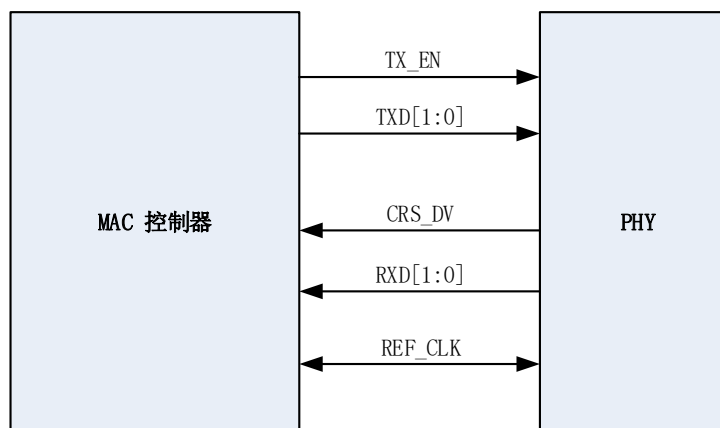 TX_EN
TXD[1:0]
MAC 控制器
CRS_DV
PHY
RXD[1:0]
REF_CLK